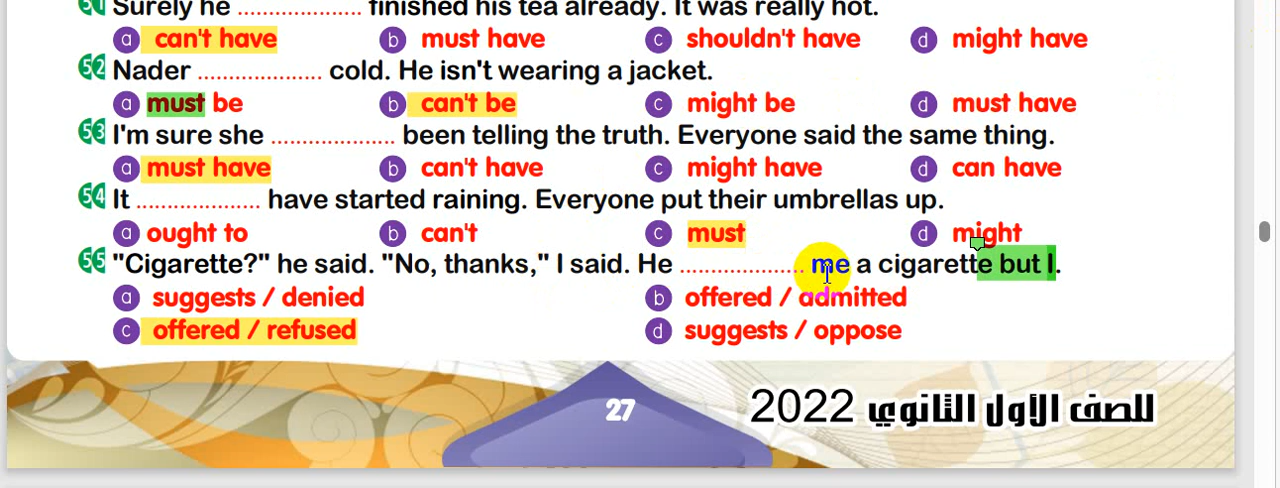 51 Surely he ..................... finished his tea already. It was really hot.
a can't have b must have c shouldn't have d might have
52 Nader ..................... cold. He isn't wearing a jacket.
a must be b can't be c might be d must have
53 I'm sure she ..................... been telling the truth. Everyone said the same thing.
a must have b can't have c might have d can have
54 It ..................... have started raining. Everyone put their umbrellas up.
a ought to b can't c must d might
55 "Cigarette?" he said. "No, thanks," I said. He ..................... me a cigarette but I.
a suggests / denied b offered / admitted
c offered / refused d suggests / oppose
27
للصف الأول الثانوي 2022